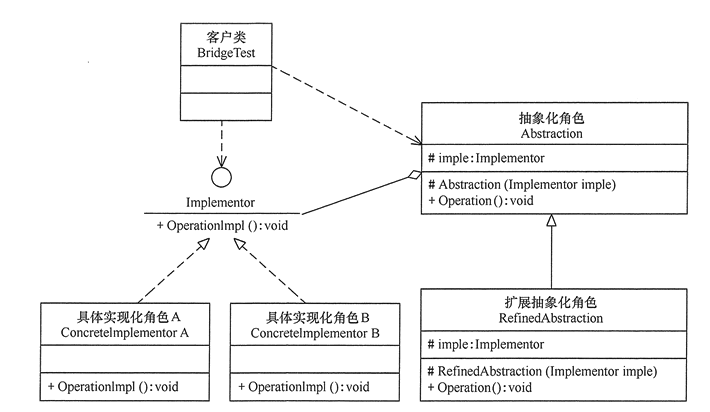 客户类
BridgeTest
抽象化角色
Abstraction
# imple:Implementor
# Abstraction (Implementor imple)
+ Operation():void
Implementor
+ OperationImpl():void
具体实现化角色A
ConcreteImplementor A
+ OperationImpl():void
具体实现化角色B
ConcreteImplementor B
+ OperationImpl():void
扩展抽象化角色
RefinedAbstraction
# imple:Implementor
# RefinedAbstraction (Implementor imple)
+ Operation():void